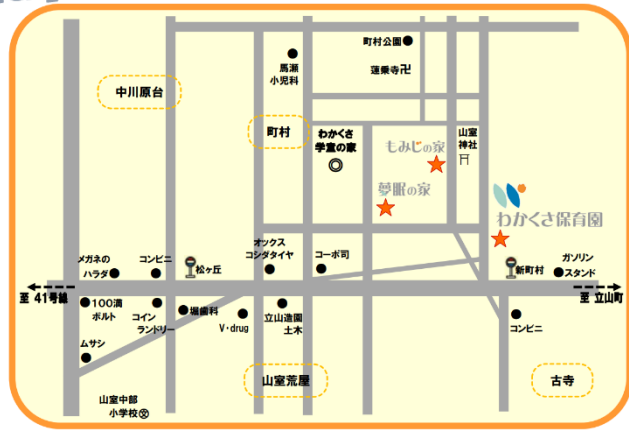 町村公園
馬瀬
小児科
蓮乗寺卍
中川原台
町村
わかくさ
学童の家
◎
もみじの家
山室
神社
夢眠の家
わかくさ保育園
メガネの
ハラダ
コンビニ
松ヶ丘
オックス
コシダタイヤ
コーポ司
新町村
ガソリン
スタンド
至 41号線
至 立山町
100満
ボルト
コイン
ランドリー
堀歯科
V・drug
立山造園
土木
コンビニ
ムサシ
山室荒屋
古寺
山室中部
小学校